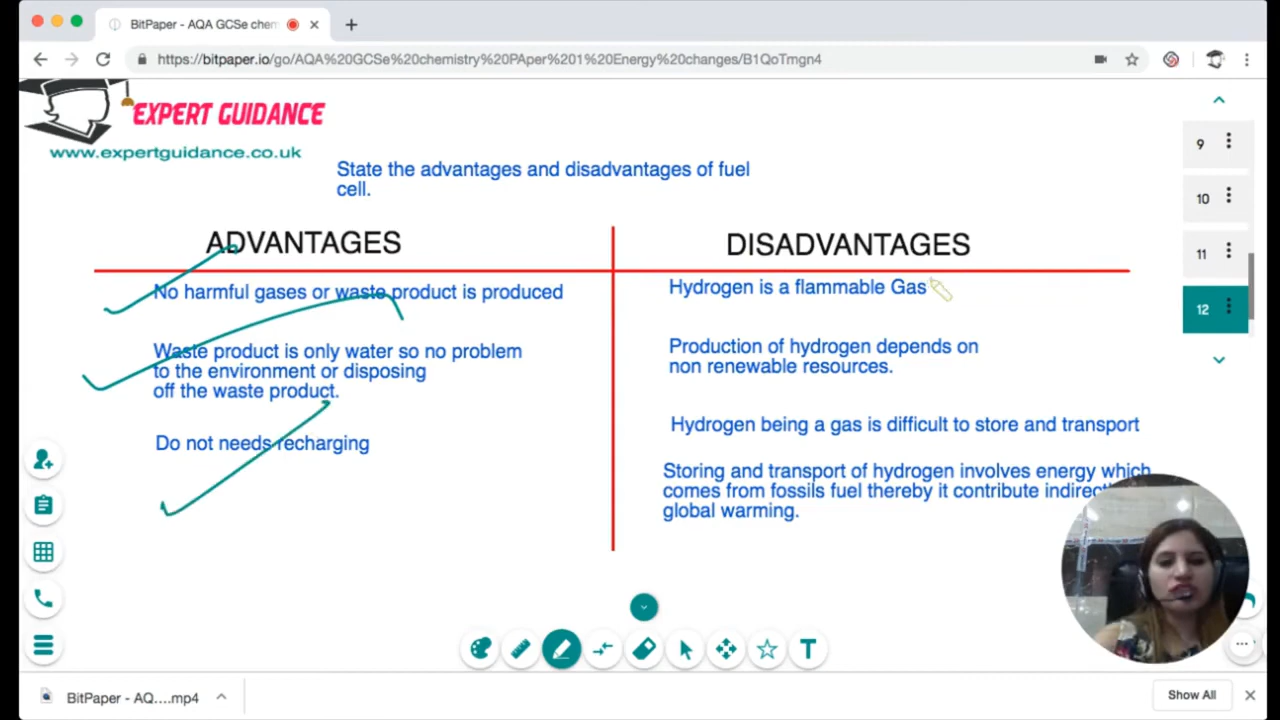 BitPaper - AQA GCSe chem
https://bitpaper.io/go/AQA%20GCSe%20chemistry%20PAper%201%20Energy%20changes/B1QoTmgn4
EXPERT GUIDANCE
www.expertguidance.co.uk
State the advantages and disadvantages of fuel
cell.
ADVANTAGES
No harmful gases or waste product is produced
Waste product is only water so no problem
to the environment or disposing
off the waste product.
Do not needs recharging
DISADVANTAGES
Hydrogen is a flammable Gas
Production of hydrogen depends on
non renewable resources.
Hydrogen being a gas is difficult to store and transport
Storing and transport of hydrogen involves energy which
comes from fossils fuel thereby it contribute
global warming.
9
10
11
12
T
BitPaper - AQ....mp4
Show All